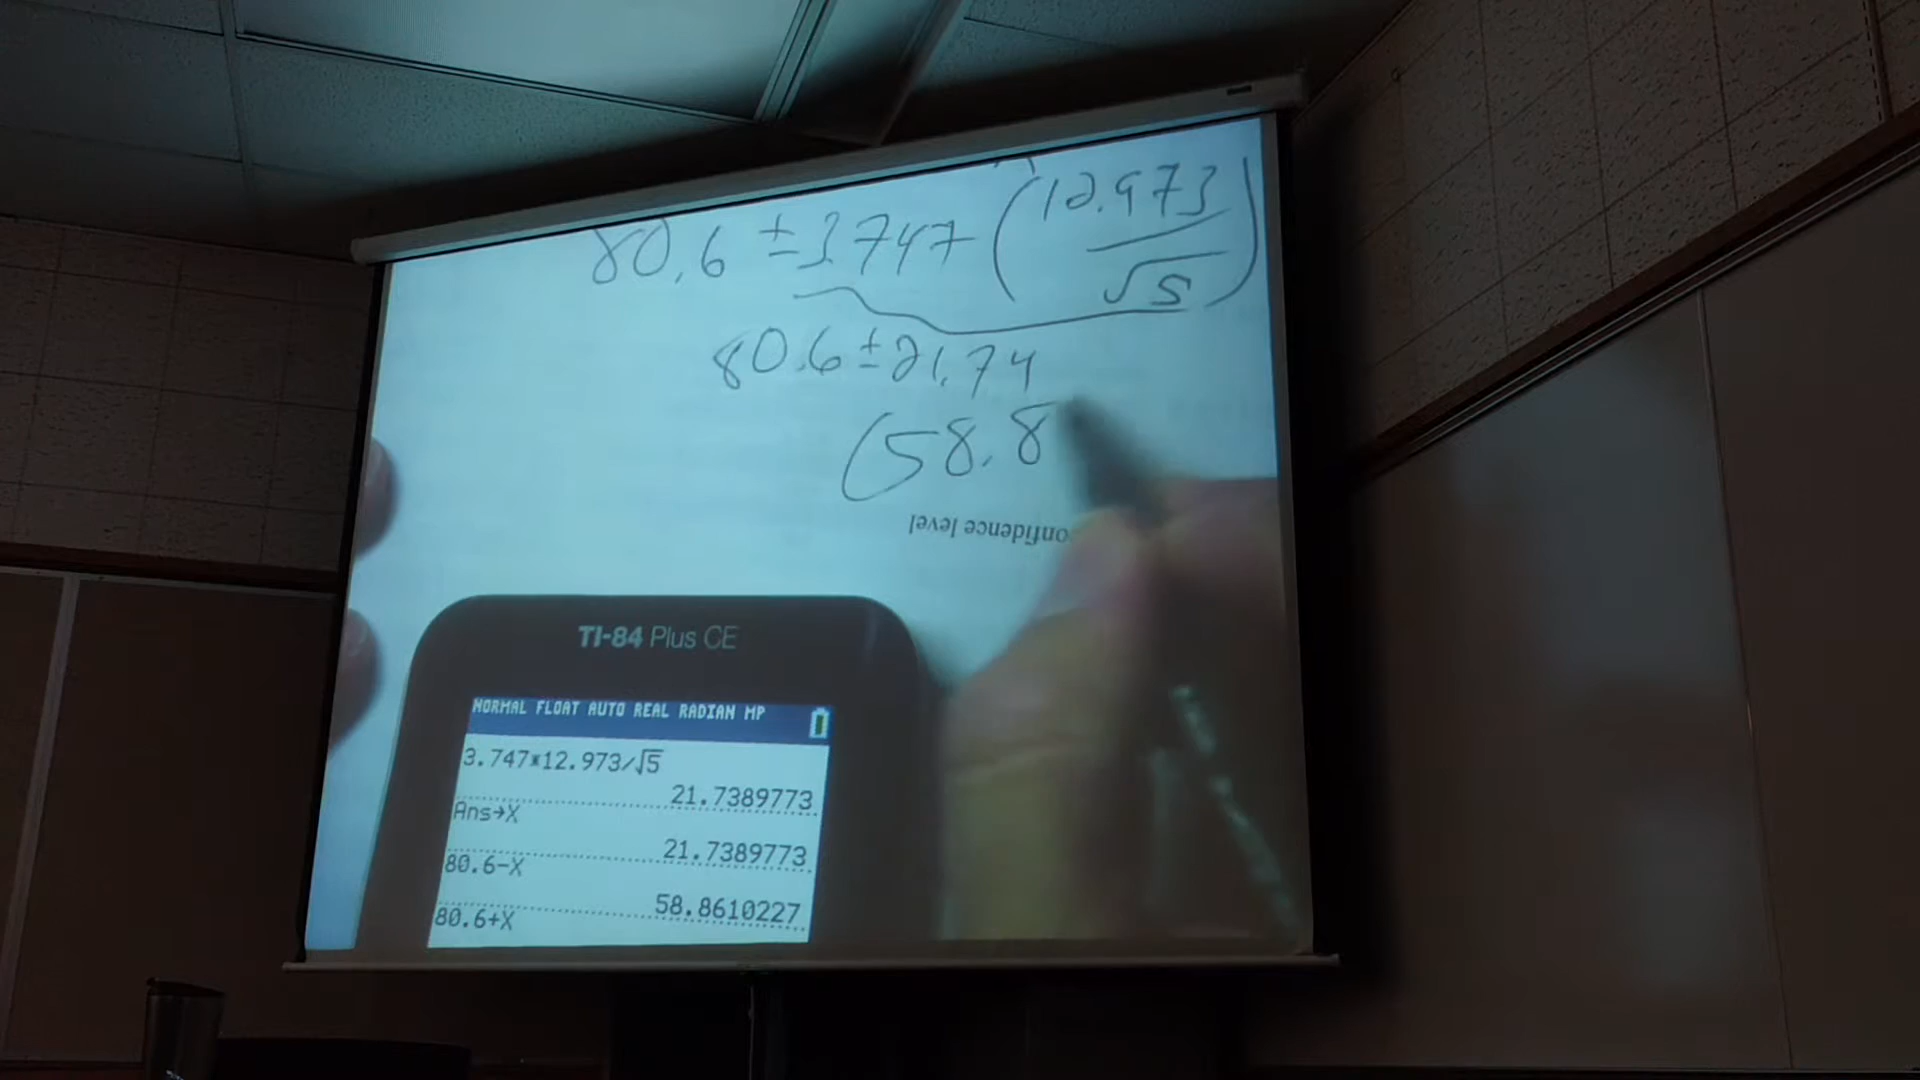 80.6 ± 3.747 (12.973/√5)
80.6 ± 21.74
(58.8
onfidence level
TI-84 Plus CE
NORMAL FLOAT AUTO REAL RADIAN MP
3.747*12.973/√5
21.7389773
Ans→X
21.7389773
80.6-X
58.8610227
80.6+X